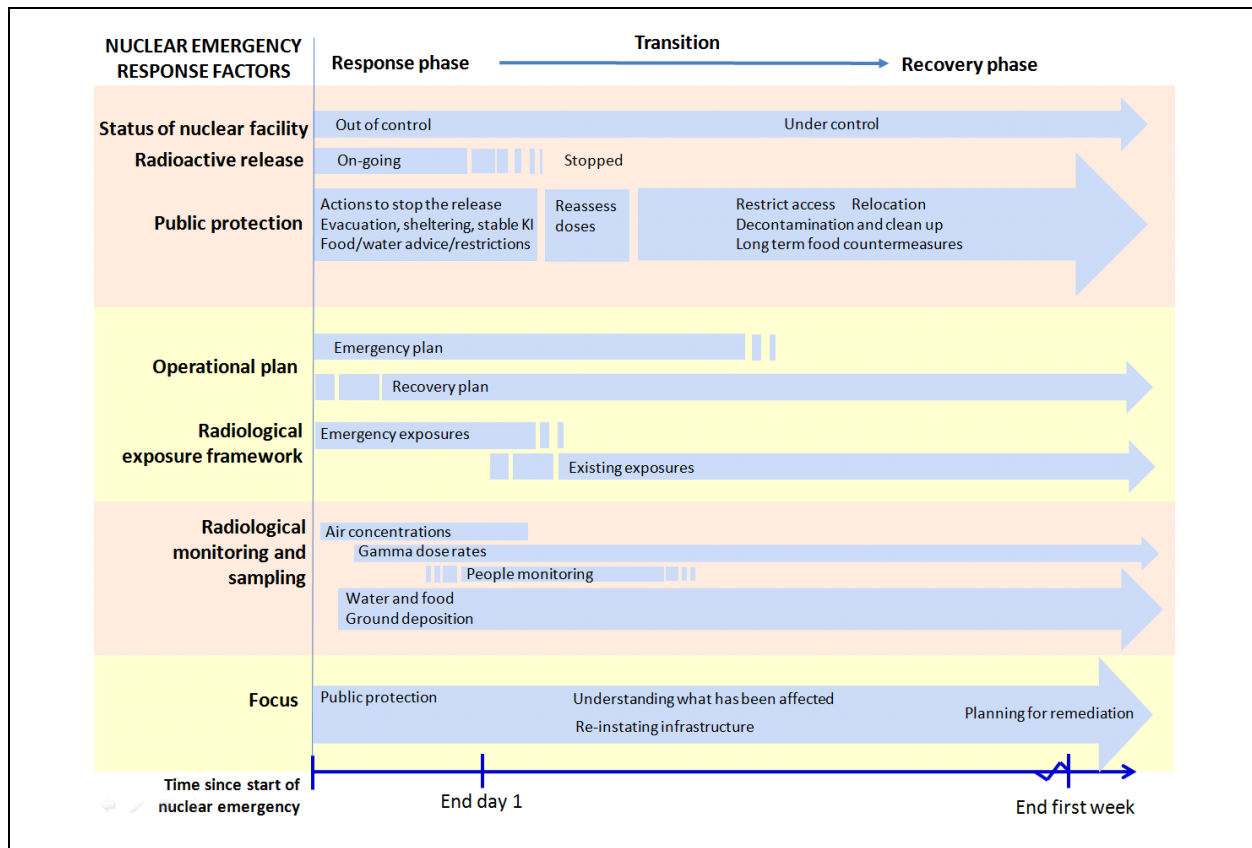 NUCLEAR EMERGENCY
RESPONSE FACTORS
Response phase
Transition
Recovery phase
Status of nuclear facility
Out of control
Under control
Radioactive release
On-going
Stopped
Public protection
Actions to stop the release
Evacuation, sheltering, stable KI
Food/water advice/restrictions
Reassess
doses
Restrict access Relocation
Decontamination and clean up
Long term food countermeasures
Operational plan
Emergency plan
Recovery plan
Radiological
exposure framework
Emergency exposures
Existing exposures
Radiological
monitoring and
sampling
Air concentrations
Gamma dose rates
People monitoring
Water and food
Ground deposition
Focus
Public protection
Understanding what has been affected
Re-instating infrastructure
Planning for remediation
Time since start of
nuclear emergency
End day 1
End first week